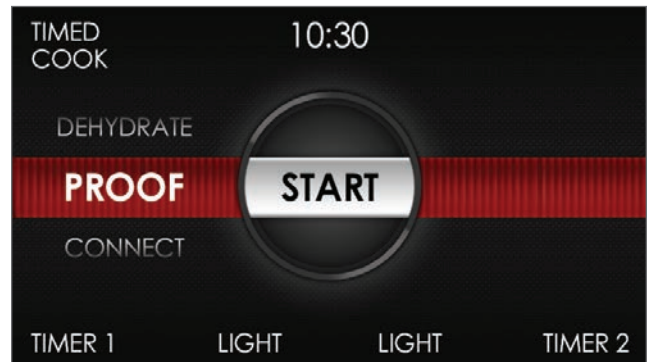 TIMED
COOK
10:30
DEHYDRATE
PROOF
START
CONNECT
TIMER 1
LIGHT
LIGHT
TIMER 2